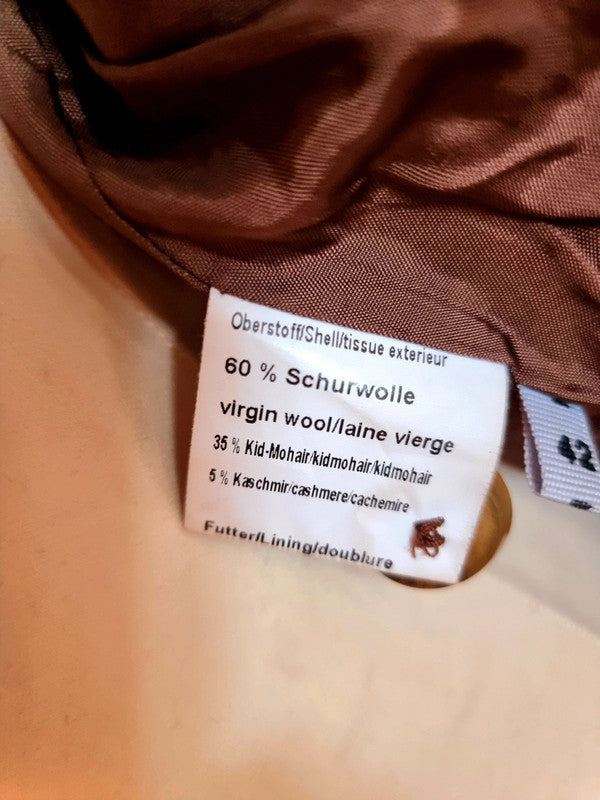 Oberstoff/Shell/tissue exterieur
60 % Schurwolle
virgin wool/laine vierge
35 % Kid-Mohair/kidmohair/kidmohair
5 % Kaschmir/cashmere/cachemire
Futter/Lining/doublure
42